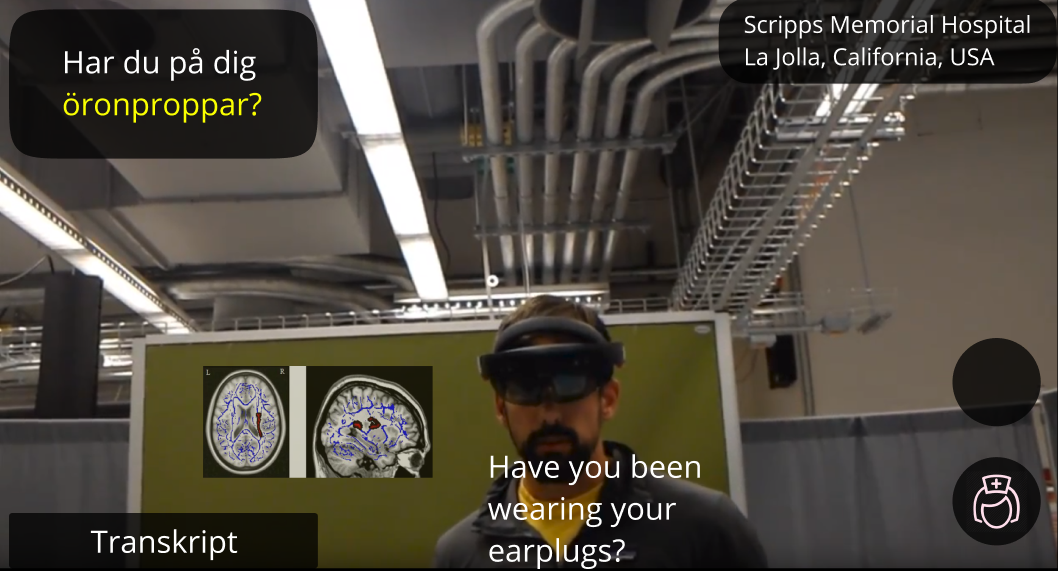 Har du på dig
öronproppar?
Scripps Memorial Hospital
La Jolla, California, USA
L
R
Have you been
wearing your
earplugs?
Transkript